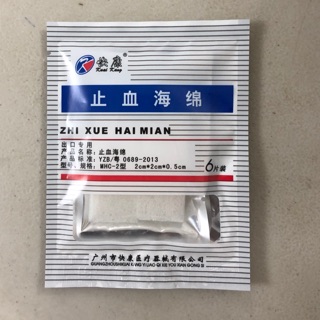 快康
Kuai Kang
止血海绵
ZHI XUE HAI MIAN
出口专用
产品名称：止血海绵
产品标准：YZB/粤 0689-2013
型号、规格：MHC-2型 2cm*2cm*0.5cm
6片装
广州市快康医疗器械有限公司